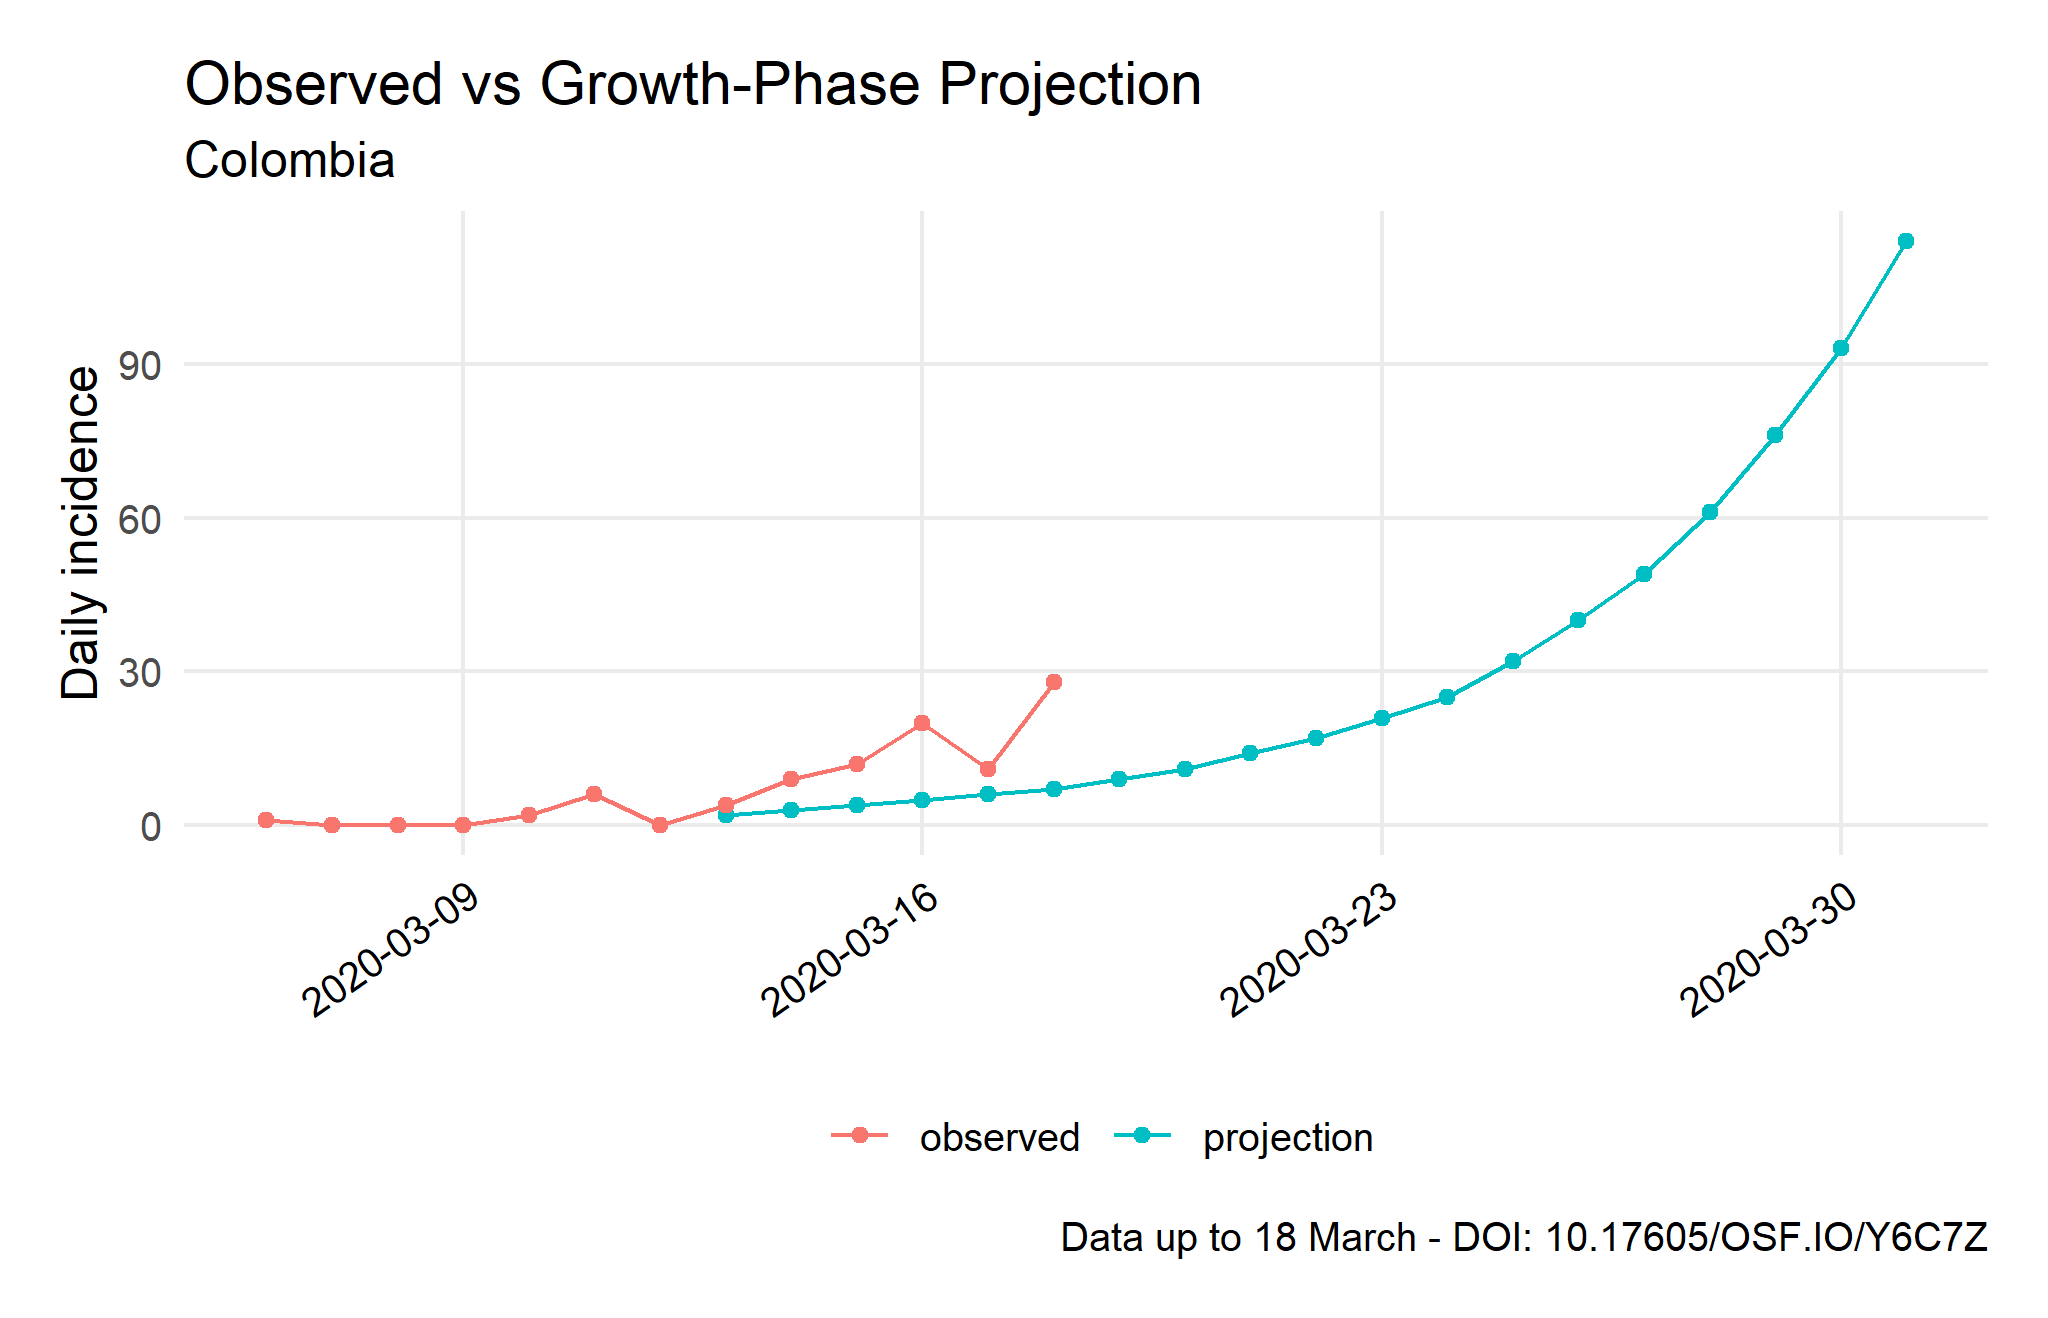 Observed vs Growth-Phase Projection
Colombia
Daily incidence
90
60
30
0
2020-03-09
2020-03-16
2020-03-23
2020-03-30
observed
projection
Data up to 18 March - DOI: 10.17605/OSF.IO/Y6C7Z